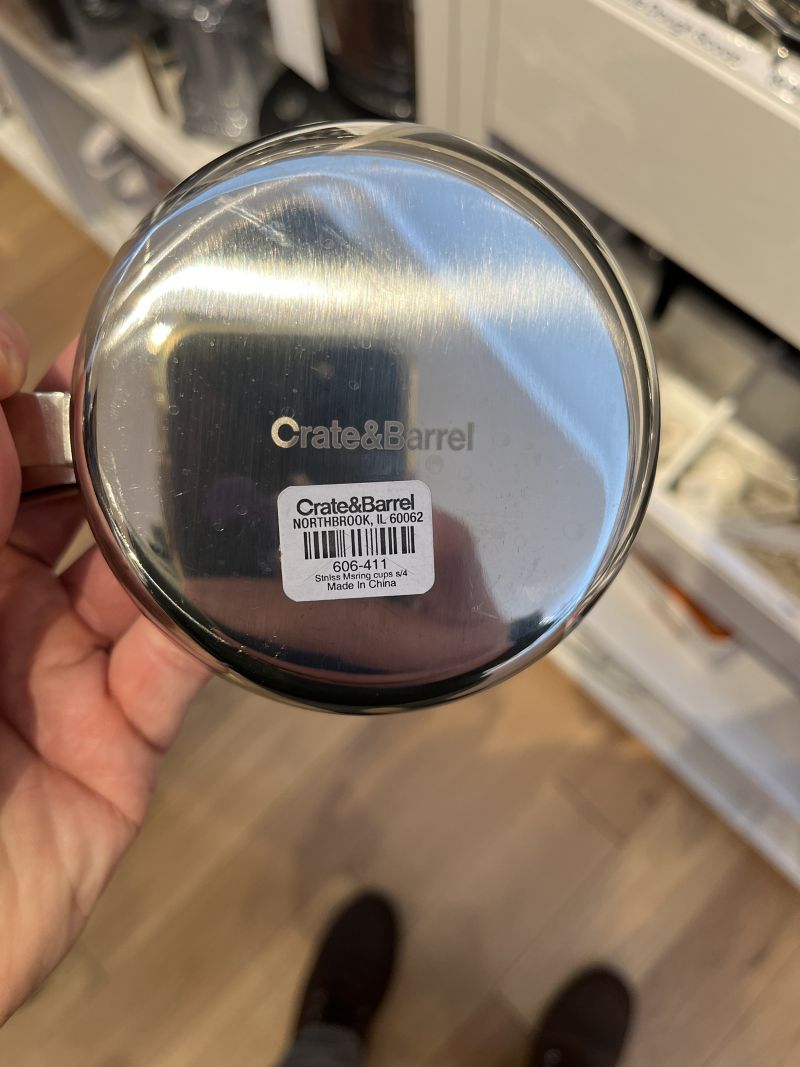 Crate&Barrel
Crate&Barrel
NORTHBROOK, IL 60062
606-411
Stnlss Msring cups s/4
Made In China